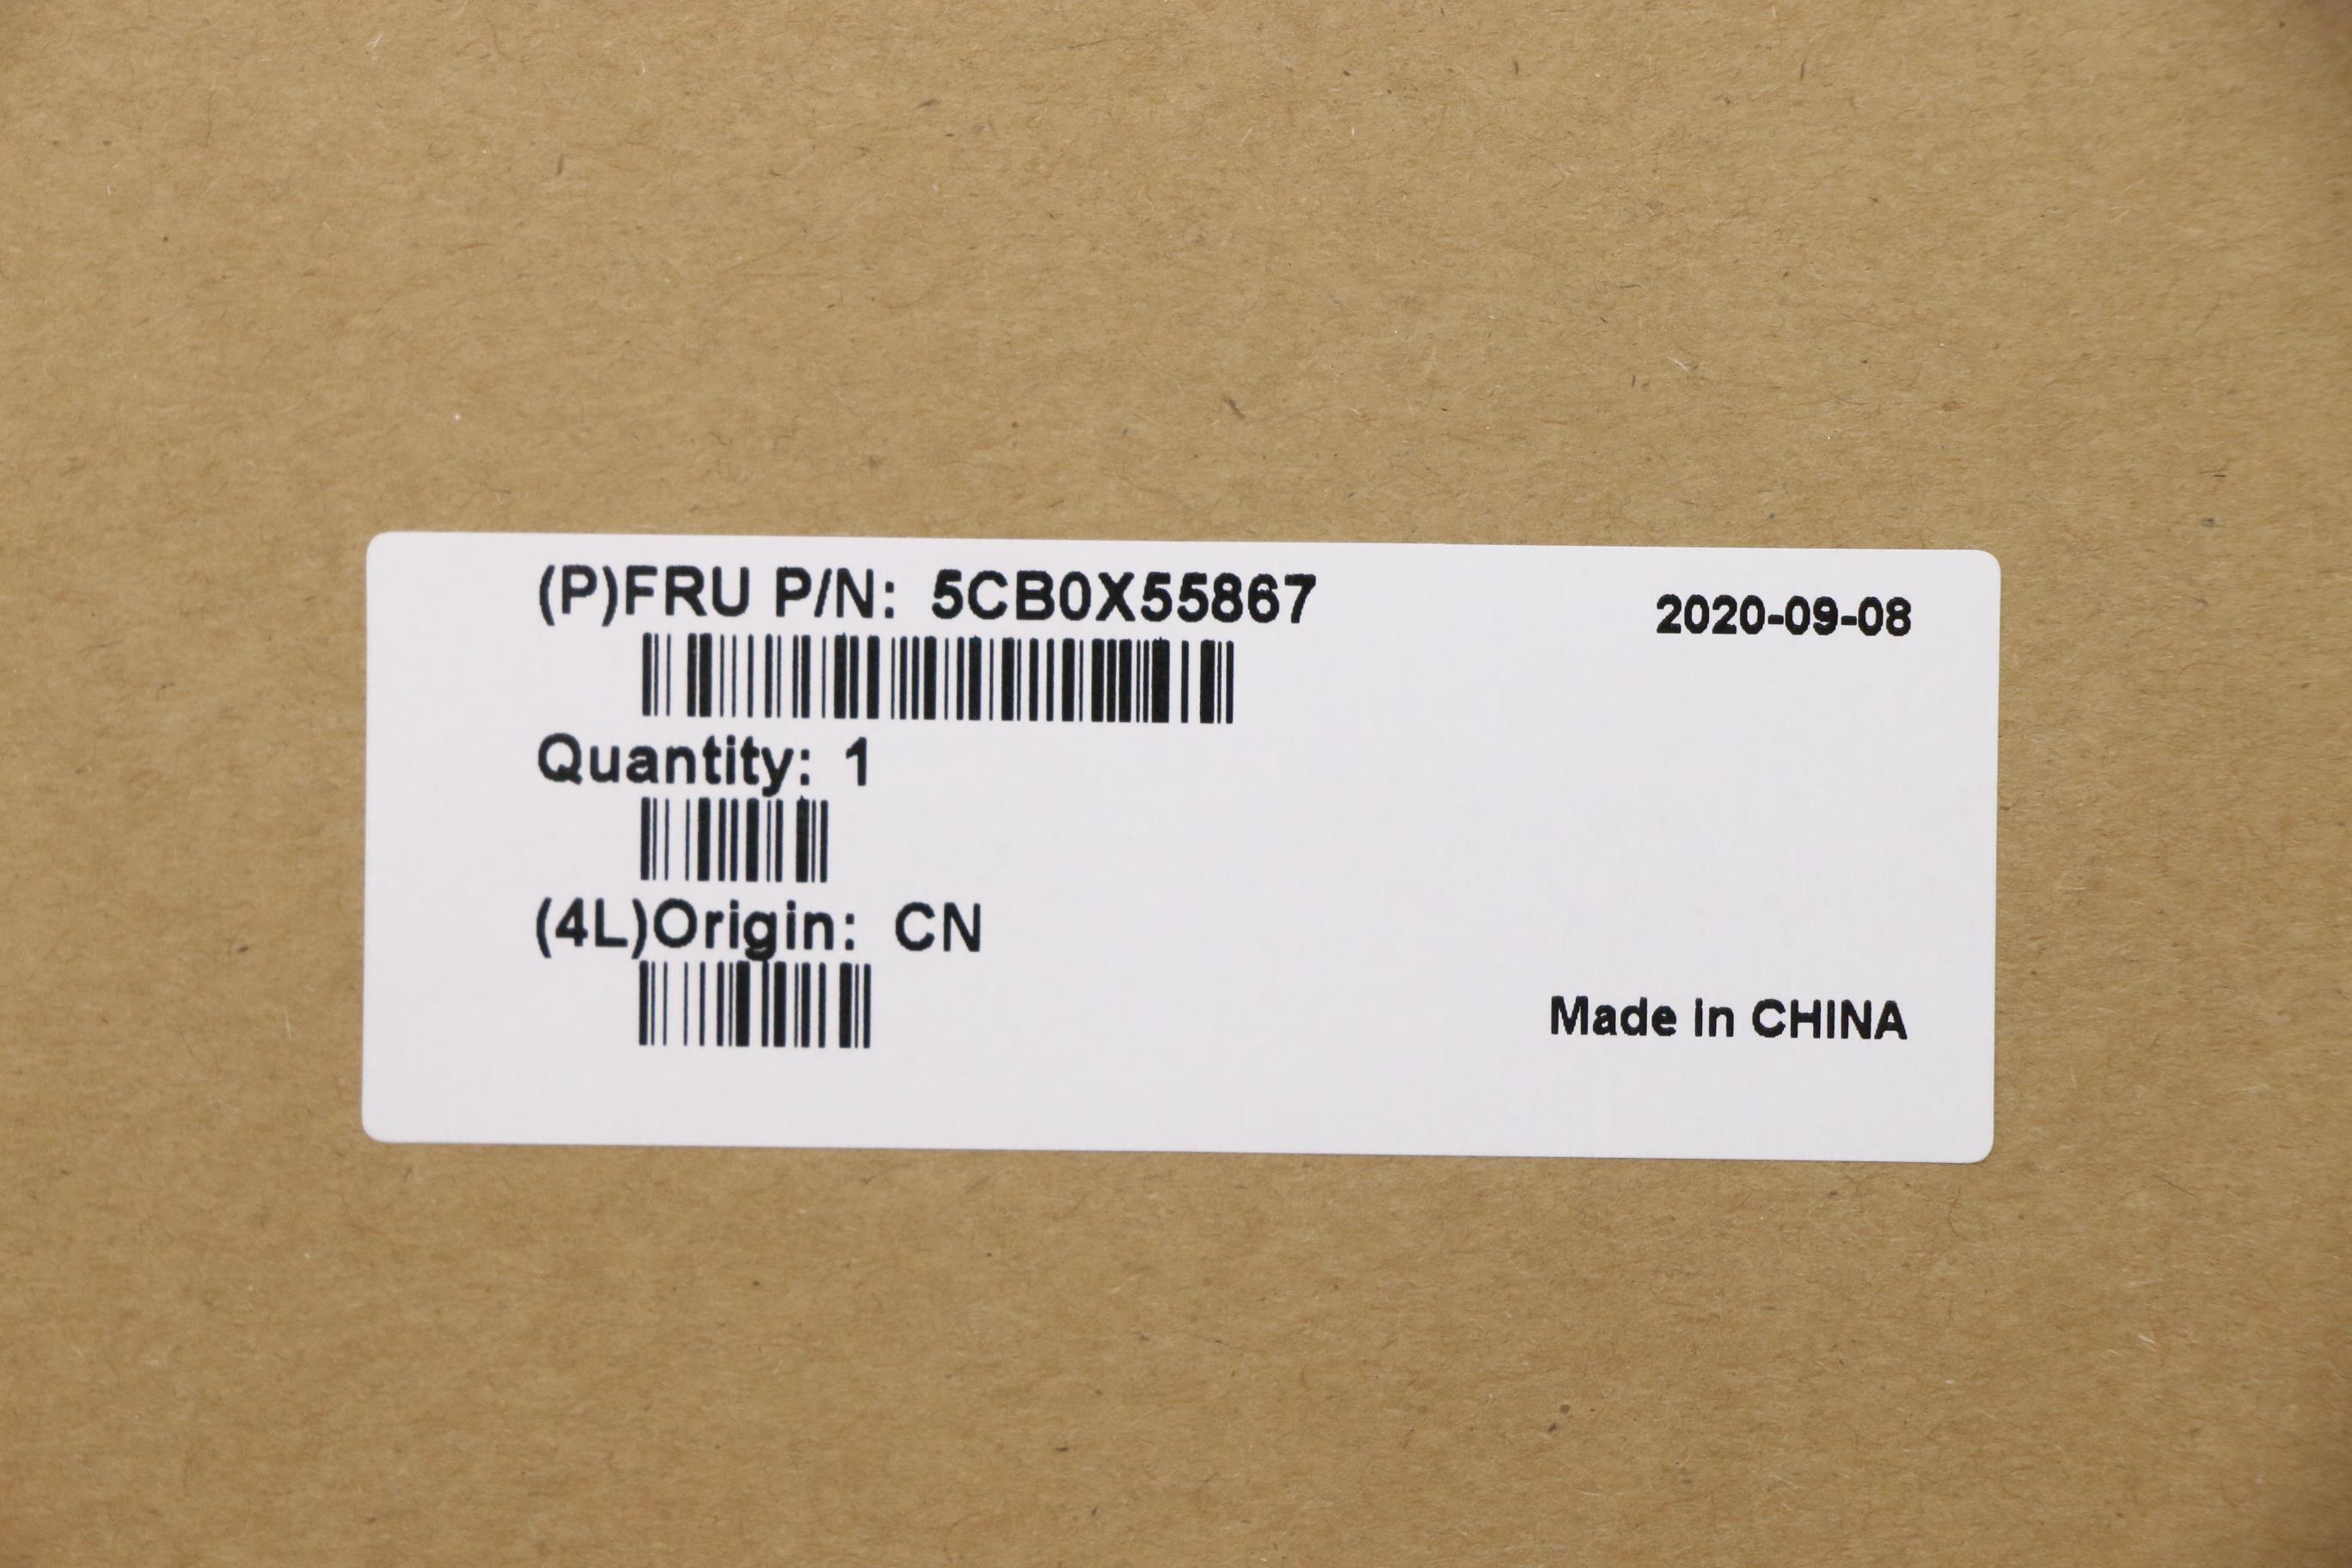 (P)FRU P/N: 5CB0X55867
2020-09-08
Quantity: 1
(4L)Origin: CN
Made in CHINA